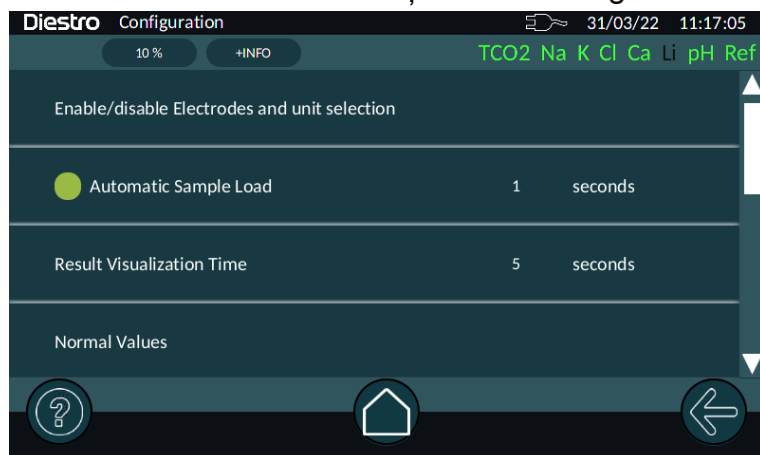 Diestro Configuration 31/03/22 11:17:05
10 % +INFO TCO2 Na K Cl Ca Li pH Ref
Enable/disable Electrodes and unit selection
Automatic Sample Load 1 seconds
Result Visualization Time 5 seconds
Normal Values
?